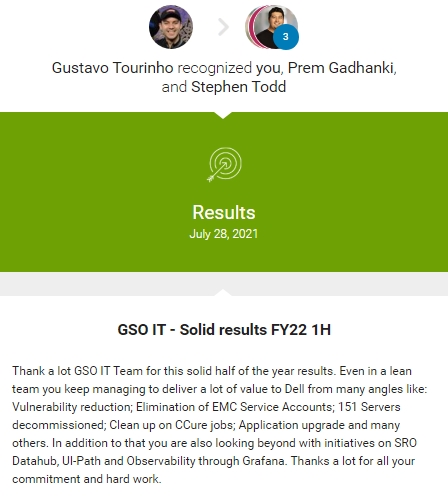 3
Gustavo Tourinho recognized you, Prem Gadhanki,
and Stephen Todd
Results
July 28, 2021
GSO IT - Solid results FY22 1H
Thank a lot GSO IT Team for this solid half of the year results. Even in a lean
team you keep managing to deliver a lot of value to Dell from many angles like:
Vulnerability reduction; Elimination of EMC Service Accounts; 151 Servers
decommissioned; Clean up on CCure jobs; Application upgrade and many
others. In addition to that you are also looking beyond with initiatives on SRO
Datahub, UI-Path and Observability through Grafana. Thanks a lot for all your
commitment and hard work.